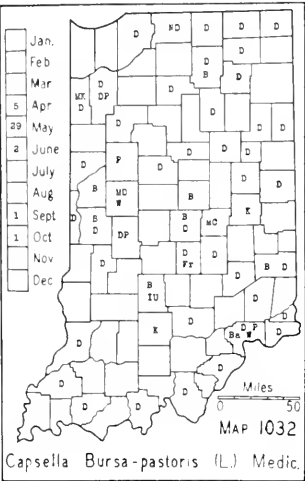 Jan.
Feb
Mar
5 Apr
29 May
2 June
July
Aug
1 Sept
1 Oct
Nov
Dec
D ND D D D D
D
D D
B D
MK DP
D
D D D
D D D
D D
P
D
B MD B D
W
B B K
D D D MC
DP
D D D
Fr B D
B
IU D
D
K D D P
Ba W
D
D
D
D D D D
Miles
0 50
MAP 1032
Capsella Bursa-pastoris (L.) Medic.